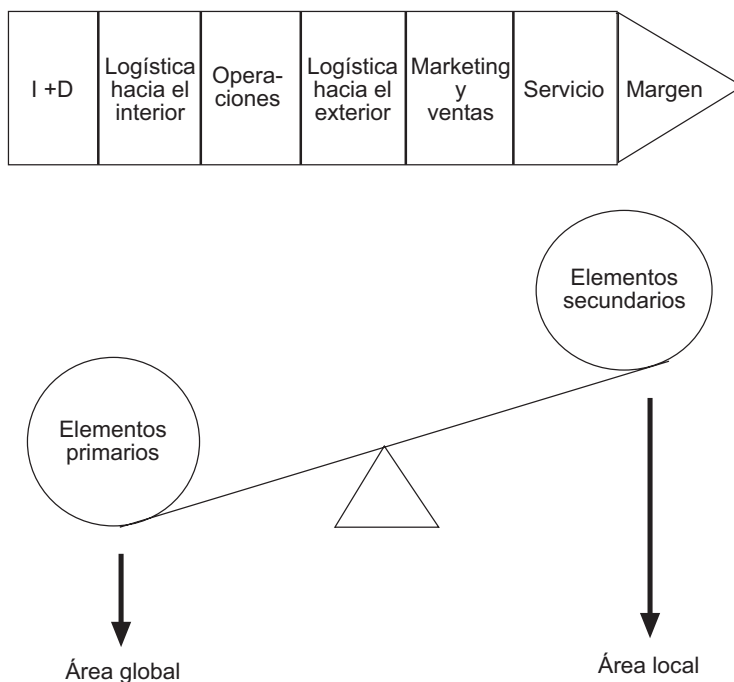 I +D
Logística
hacia el
interior
Opera-
ciones
Logística
hacia el
exterior
Marketing
y
ventas
Servicio
Margen
Elementos
secundarios
Elementos
primarios
Área global
Área local